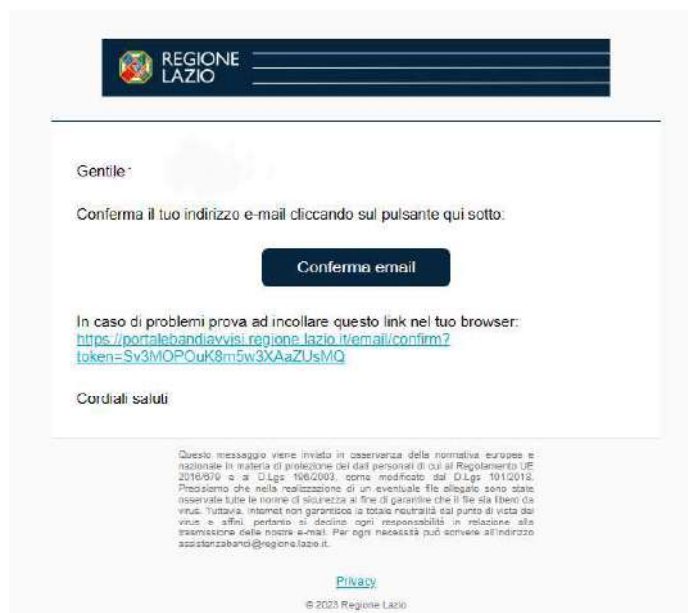 REGIONE
LAZIO
Gentile
Conferma il tuo indirizzo e-mail cliccando sul pulsante qui sotto:
Conferma email
In caso di problemi prova ad incollare questo link nel tuo browser:
https://portalebandiavvisi.regione.lazio.it/email/confirm?
token=Sv3MOPOuK8m5w3XAaZUsMQ
Cordiali saluti
Questo messaggio viene inviato in osservanza della normativa europea e
nazionale in materia di protezione dei dati personali di cui al Regolamento UE
2016/679 e al D.Lgs 196/2003, come modificato dal D.Lgs 101/2018.
Precisiamo che nella realizzazione di un eventuale file allegato sono state
osservate tutte le norme di sicurezza al fine di garantire che il file sia libero da
virus. Tuttavia, internet non garantisce la totale neutralità dal punto di vista dei
virus e affini, pertanto si declina ogni responsabilità in relazione alla
trasmissione delle nostre e-mail. Per ogni necessità può scrivere all'indirizzo
assistenzabandi@regione.lazio.it.
Privacy
© 2023 Regione Lazio